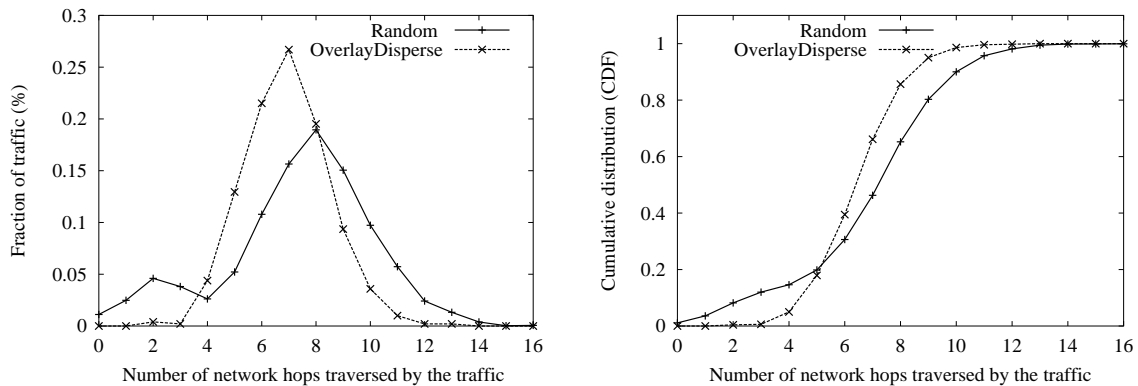 0.3
0.25
0.2
0.15
0.1
0.05
0
0 2 4 6 8 10 12 14 16
Fraction of traffic (%)
Number of network hops traversed by the traffic
Random
OverlayDisperse
1
0.8
0.6
0.4
0.2
0
0 2 4 6 8 10 12 14 16
Cumulative distribution (CDF)
Number of network hops traversed by the traffic
Random
OverlayDisperse